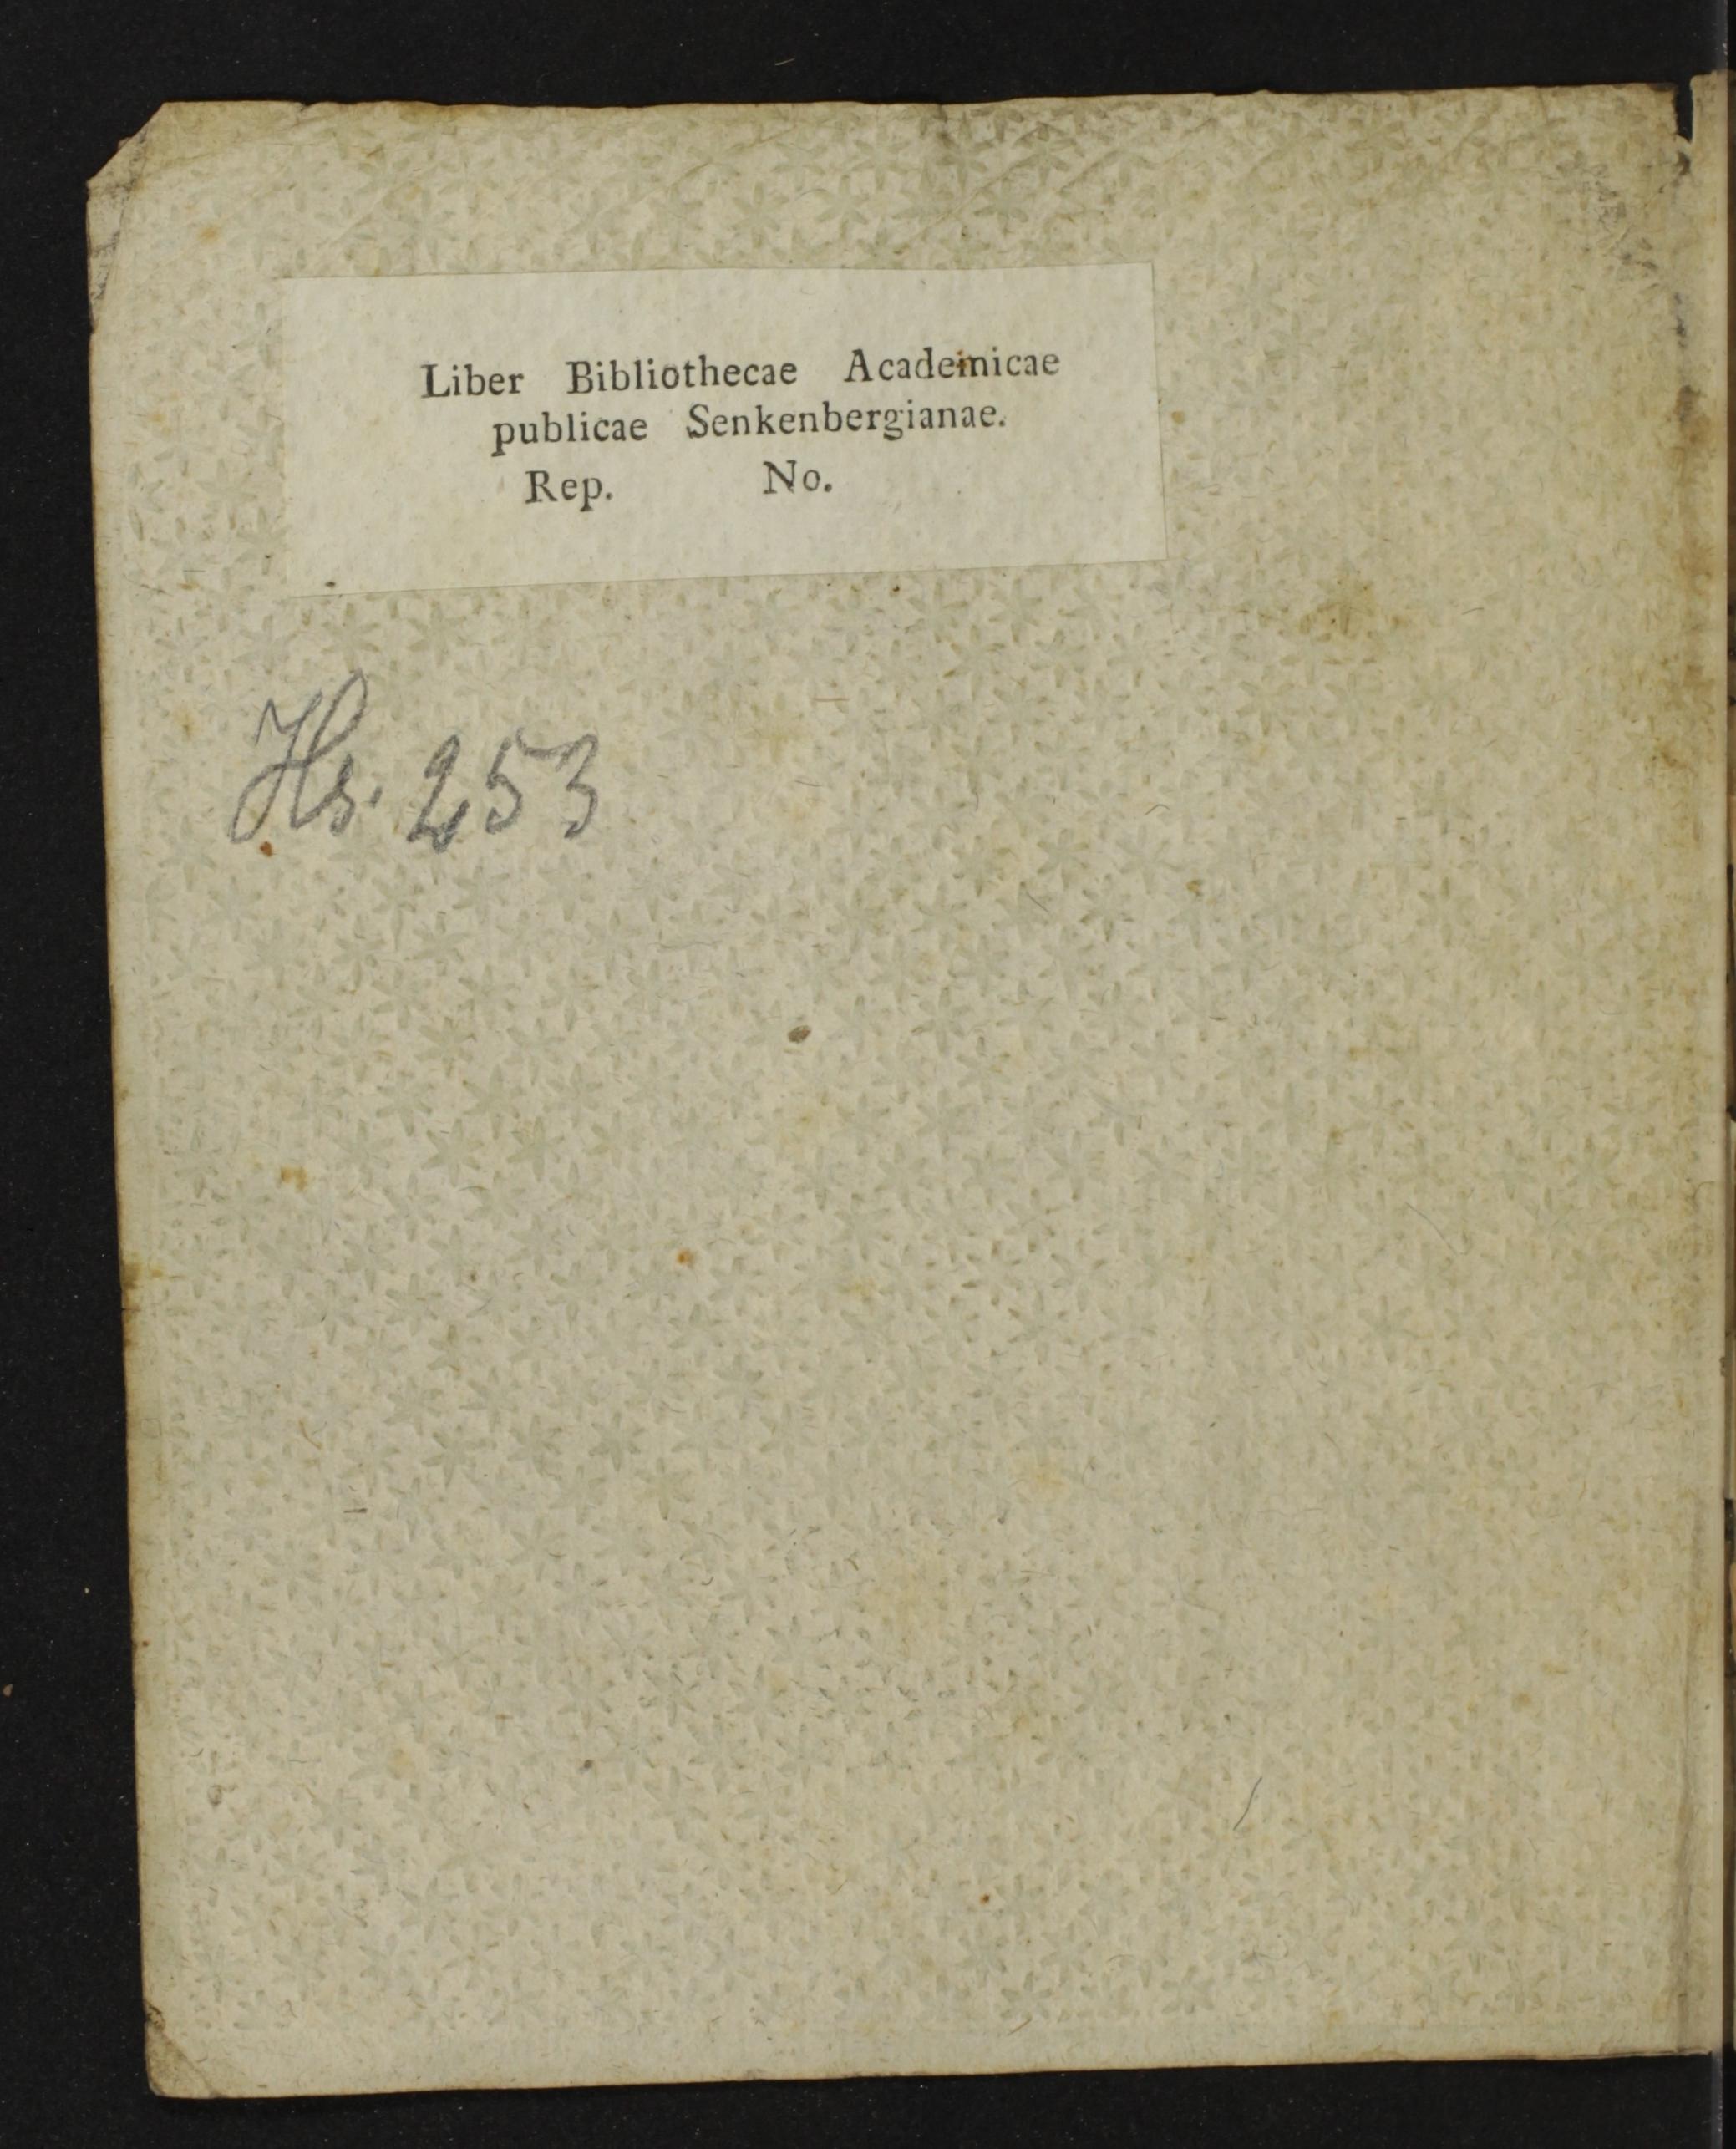 Liber Bibliothecae Academicae
publicae Senkenbergianae.
Rep. No.
Hs. 253